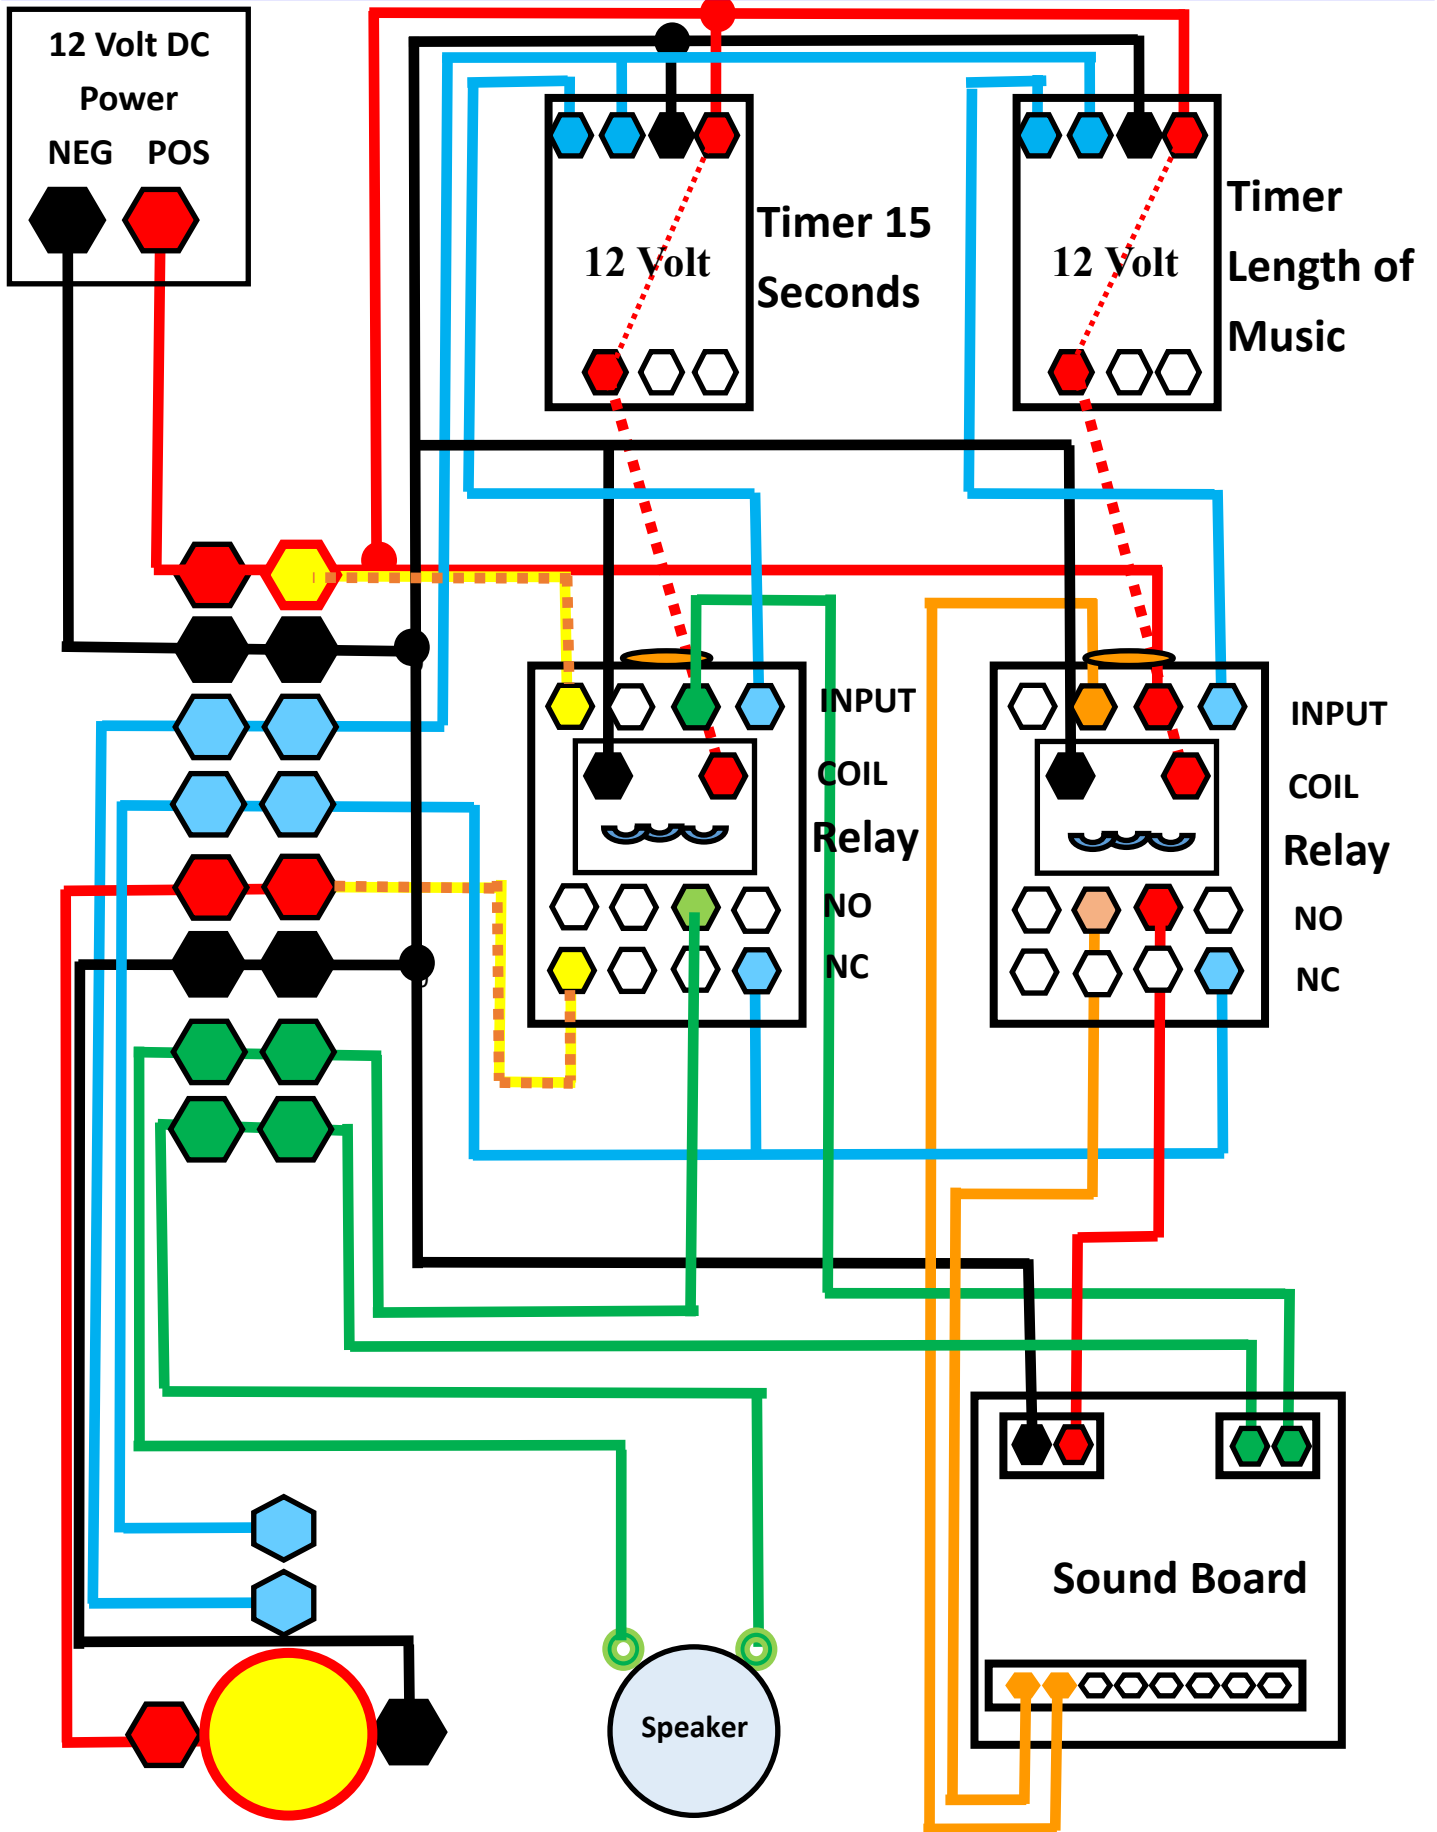 12 Volt DC
Power
NEG POS
12 Volt
Timer 15
Seconds
12 Volt
Timer
Length of
Music
INPUT
COIL
Relay
NO
NC
INPUT
COIL
Relay
NO
NC
Sound Board
Speaker